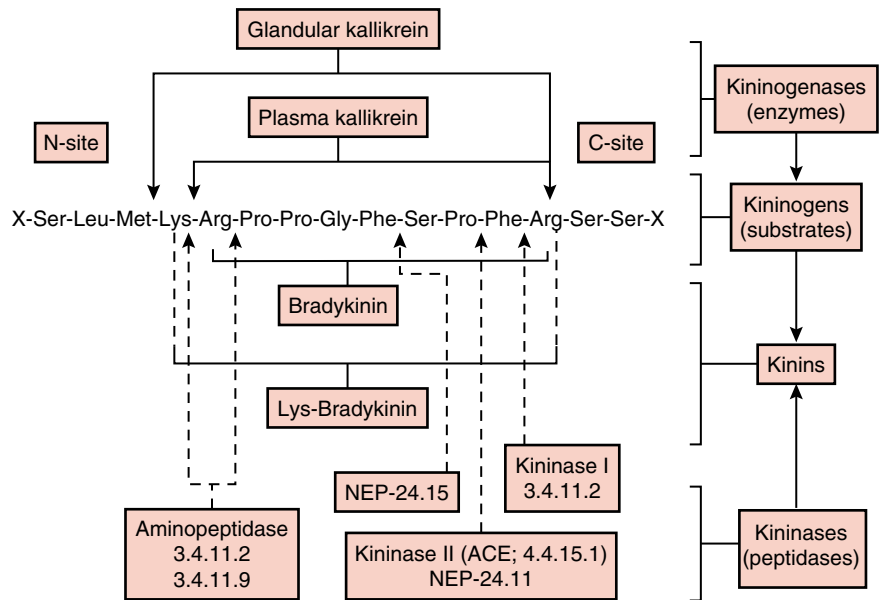 Glandular kallikrein
Kininogenases
(enzymes)
Plasma kallikrein
N-site
C-site
X-Ser-Leu-Met-Lys-Arg-Pro-Pro-Gly-Phe-Ser-Pro-Phe-Arg-Ser-Ser-X
Kininogens
(substrates)
Bradykinin
Kinins
Lys-Bradykinin
Kininase I
3.4.11.2
NEP-24.15
Aminopeptidase
3.4.11.2
3.4.11.9
Kininase II (ACE; 4.4.15.1)
NEP-24.11
Kininases
(peptidases)